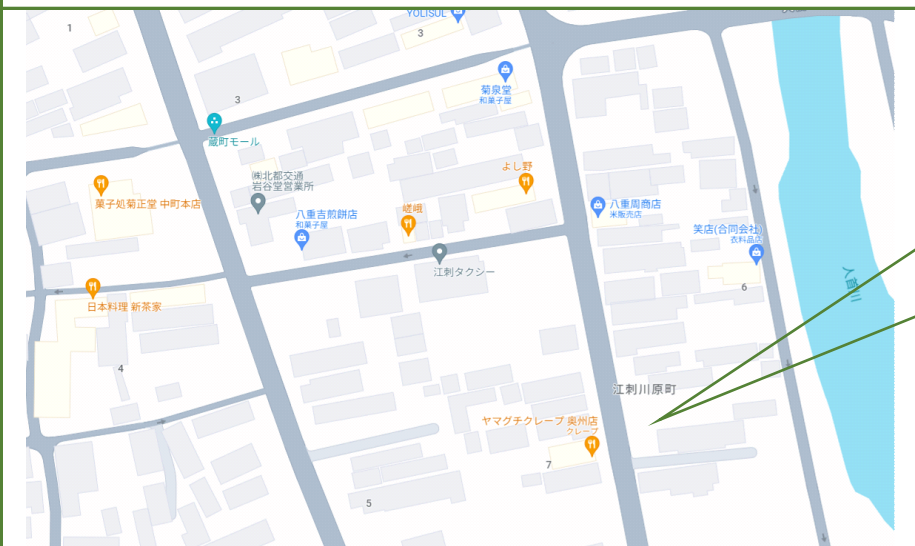 YOLISUL
1
3
菊泉堂
和菓子屋
3
蔵町モール
よし野
㈱北都交通
岩谷堂営業所
菓子処菊正堂 中町本店
八重吉煎餅店
和菓子屋
嵯峨
八重周商店
米販売店
笑店(合同会社)
衣料品店
江刺タクシー
人首川
6
日本料理 新茶家
4
江刺川原町
ヤマグチクレープ 奥州店
クレープ
7
5